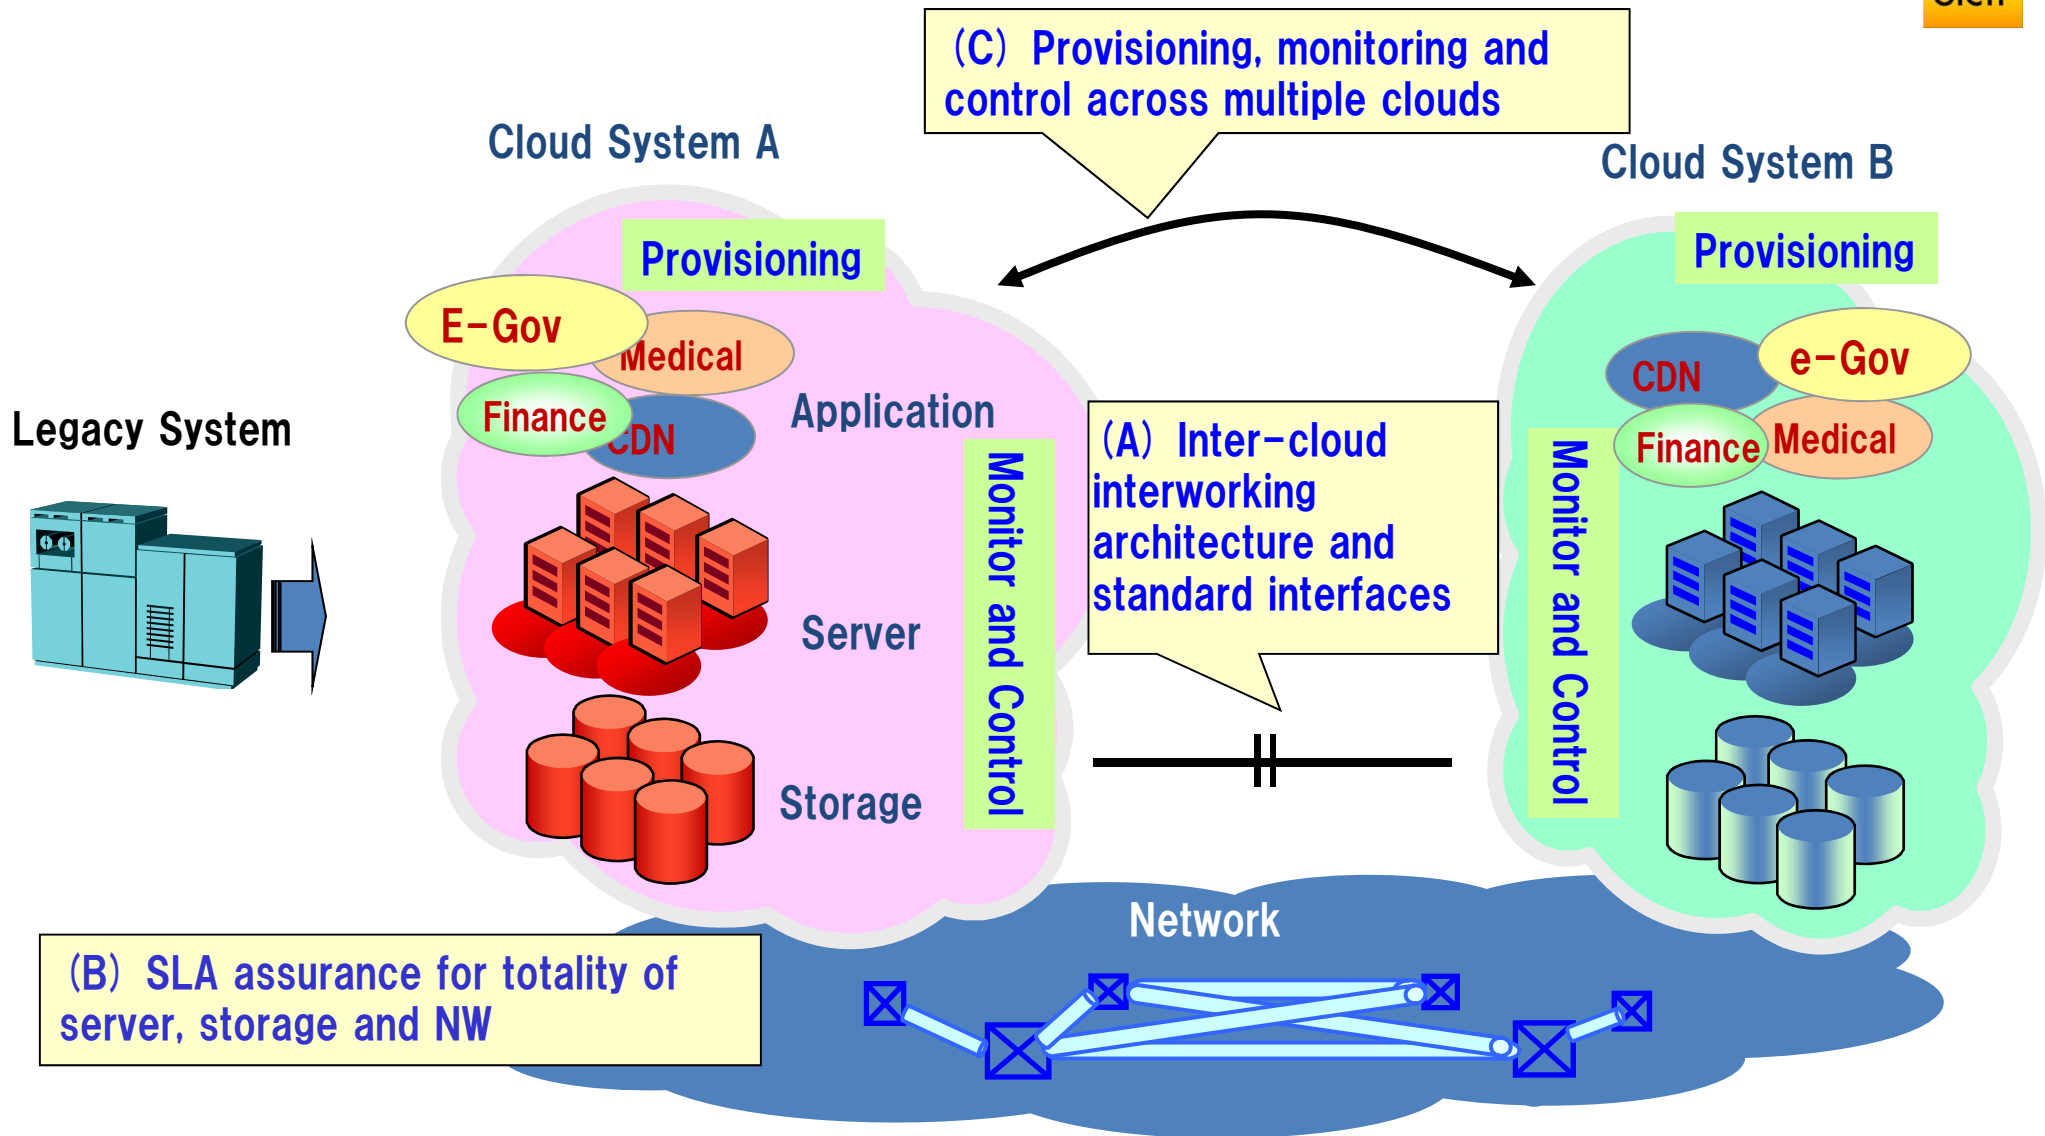 (C) Provisioning, monitoring and
control across multiple clouds
Cloud System A
Cloud System B
Provisioning
Provisioning
E-Gov
Medical
Finance
CDN
Application
CDN
e-Gov
Finance
Medical
Legacy System
(A) Inter-cloud
interworking
architecture and
standard interfaces
Monitor and Control
Monitor and Control
Server
Storage
Network
(B) SLA assurance for totality of
server, storage and NW